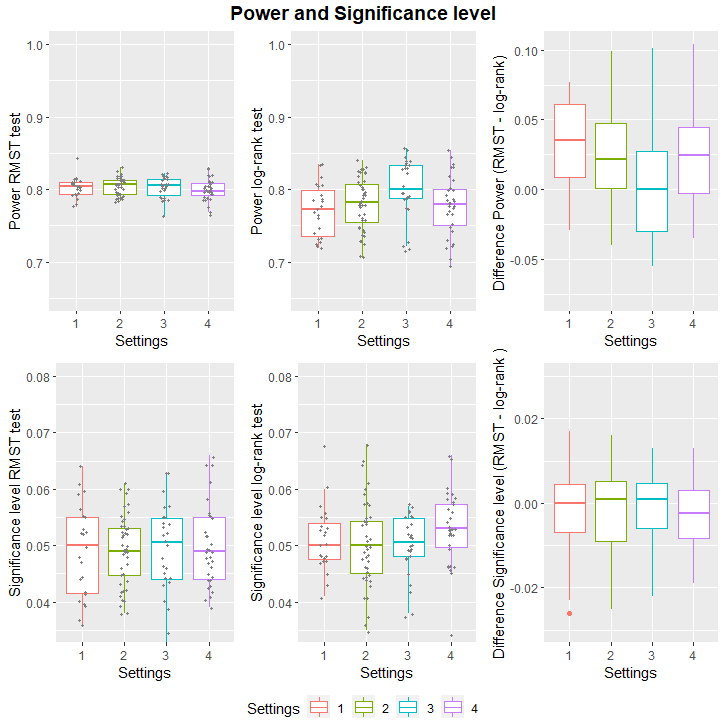 Power and Significance level
Power RMST test
1.0
0.9
0.8
0.7
1 2 3 4
Settings
Power log-rank test
1.0
0.9
0.8
0.7
1 2 3 4
Settings
Difference Power (RMST - log-rank)
0.10
0.05
0.00
-0.05
1 2 3 4
Settings
Significance level RMST test
0.08
0.07
0.06
0.05
0.04
1 2 3 4
Settings
Significance level log-rank test
0.08
0.07
0.06
0.05
0.04
1 2 3 4
Settings
Difference Significance level (RMST - log-rank )
0.02
0.00
-0.02
1 2 3 4
Settings
Settings 1 2 3 4